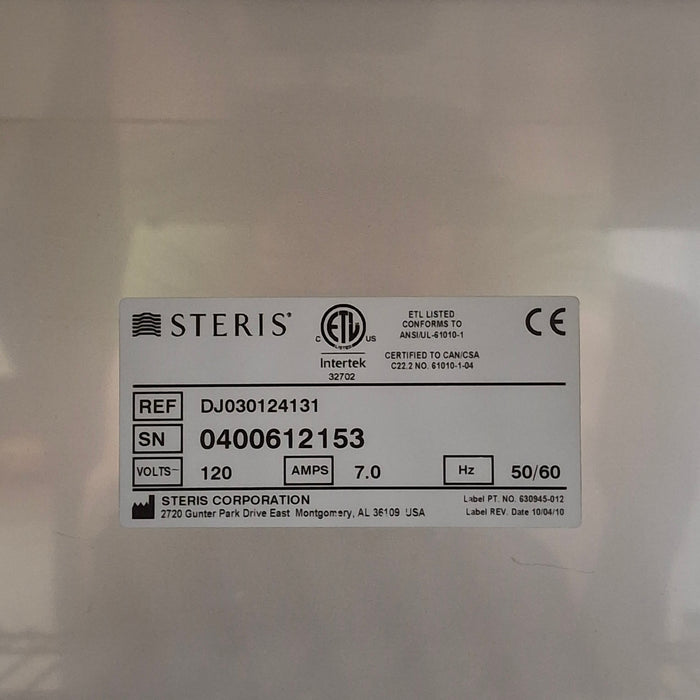 STERIS®
C ETL LISTED US
Intertek
32702
ETL LISTED
CONFORMS TO
ANSI/UL-61010-1
CERTIFIED TO CAN/CSA
C22.2 NO. 61010-1-04
CE
REF DJ030124131
SN 0400612153
VOLTS~ 120 AMPS 7.0 Hz 50/60
STERIS CORPORATION
2720 Gunter Park Drive East Montgomery, AL 36109 USA
Label PT. NO. 630945-012
Label REV. Date 10/04/10